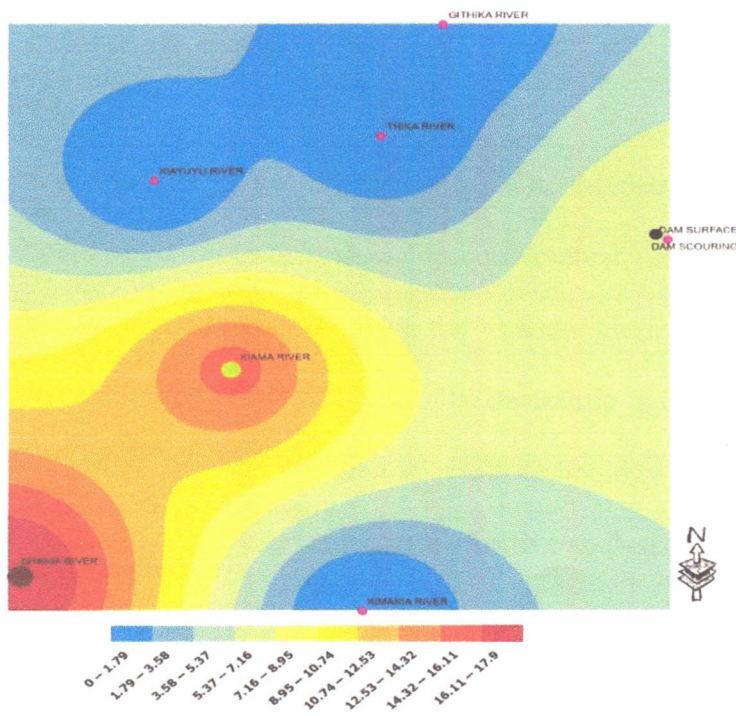 GITHIKA RIVER
THIKA RIVER
KIAYUYU RIVER
DAM SURFACE
DAM SCOURING
KIAMA RIVER
RIVER
KIMAKIA RIVER
N
0 – 1.79
1.79 – 3.58
3.58 – 5.37
5.37 – 7.16
7.16 – 8.95
8.95 – 10.74
10.74 – 12.53
12.53 – 14.32
14.32 – 16.11
16.11 – 17.9